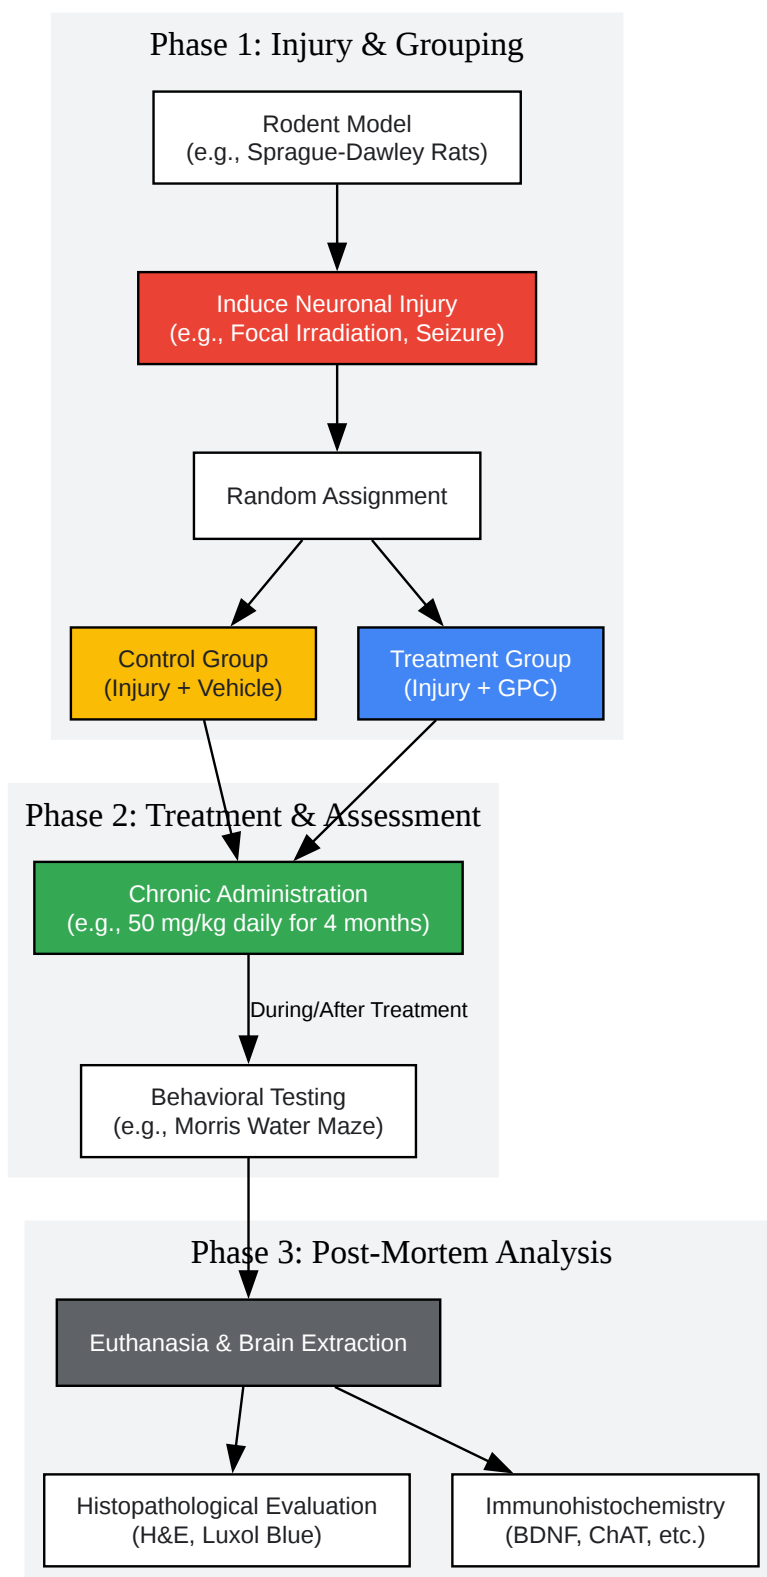 Phase 1: Injury & Grouping
Rodent Model
(e.g., Sprague-Dawley Rats)
Induce Neuronal Injury
(e.g., Focal Irradiation, Seizure)
Random Assignment
Control Group
(Injury + Vehicle)
Treatment Group
(Injury + GPC)
Phase 2: Treatment & Assessment
Chronic Administration
(e.g., 50 mg/kg daily for 4 months)
During/After Treatment
Behavioral Testing
(e.g., Morris Water Maze)
Phase 3: Post-Mortem Analysis
Euthanasia & Brain Extraction
Histopathological Evaluation
(H&E, Luxol Blue)
Immunohistochemistry
(BDNF, ChAT, etc.)